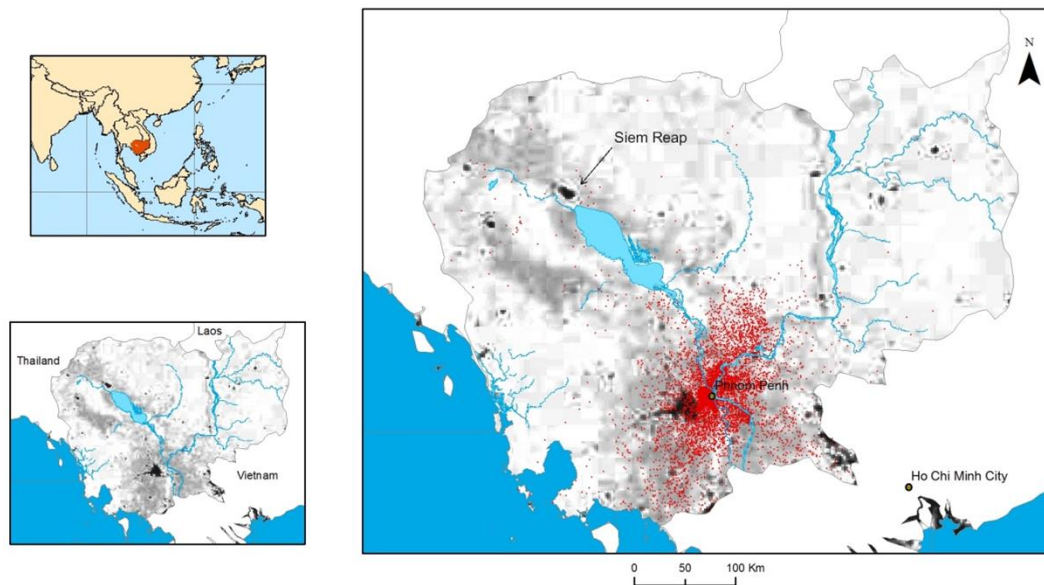 N
Siem Reap
Phnom Penh
Ho Chi Minh City
Laos
Thailand
Vietnam
0 50 100 Km